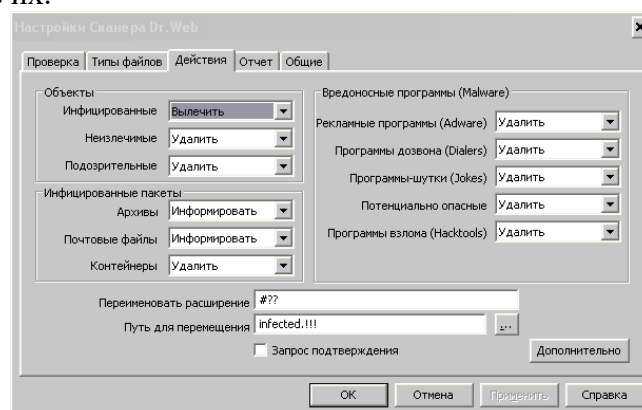 их.
Настройки Сканера Dr.Web
Проверка Типы файлов Действия Отчет Общие
Объекты
Инфицированные Вылечить
Неизлечимые Удалить
Подозрительные Удалить
Инфицированные пакеты
Архивы Информировать
Почтовые файлы Информировать
Контейнеры Удалить
Вредоносные программы (Malware)
Рекламные программы (Adware) Удалить
Программы дозвона (Dialers) Удалить
Программы-шутки (Jokes) Удалить
Потенциально опасные Удалить
Программы взлома (Hacktools) Удалить
Переименовать расширение #??
Путь для перемещения infected.!!! ...
Запрос подтверждения Дополнительно
OK Отмена Применить Справка